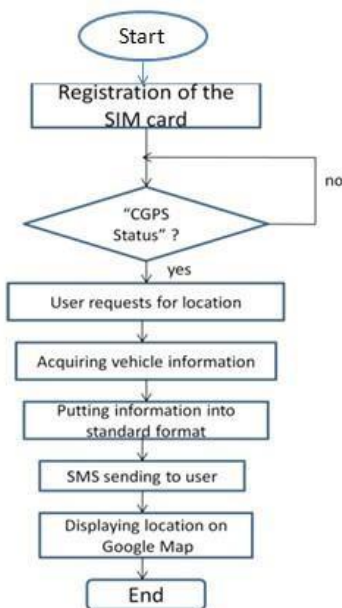 Start
Registration of the
SIM card
no
“CGPS
Status” ?
yes
User requests for location
Acquiring vehicle information
Putting information into
standard format
SMS sending to user
Displaying location on
Google Map
End